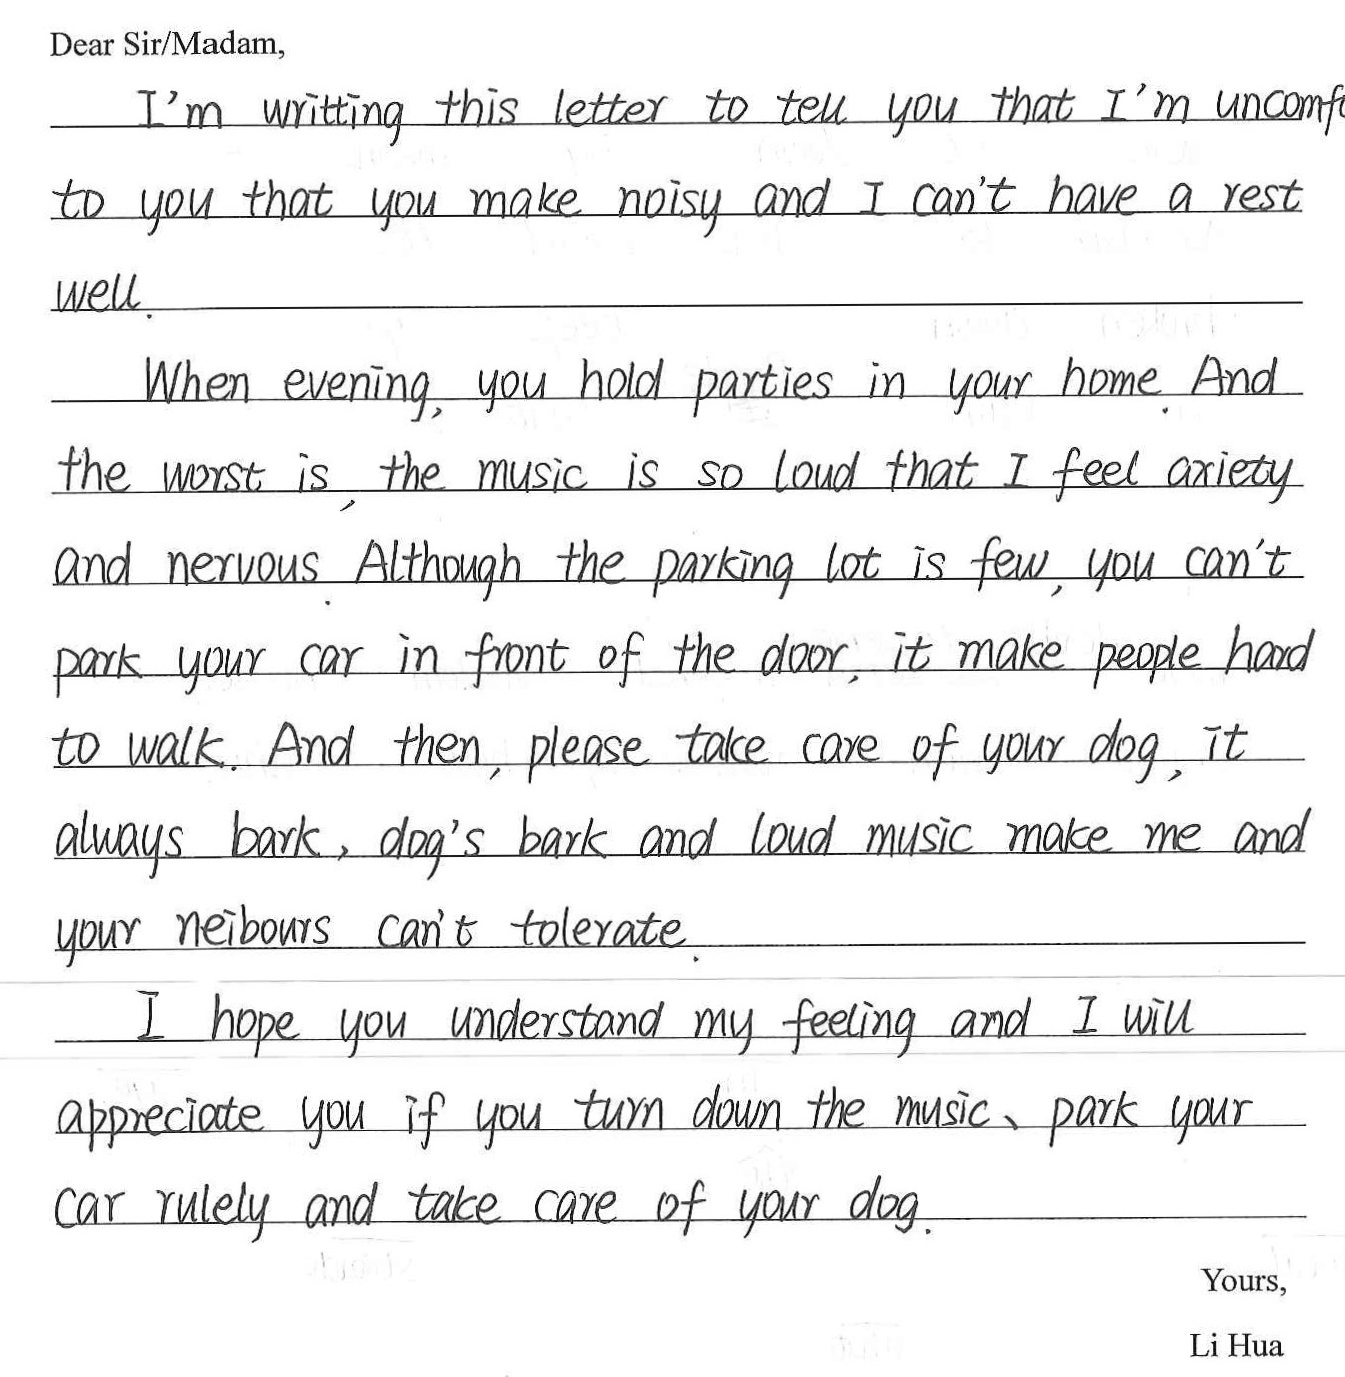 Dear Sir/Madam,
I'm writting this letter to tell you that I'm
to you that you make noisy and I can't have a rest
well.
When evening, you hold parties in your home. And
the worst is, the music is so loud that I feel axiety
and nervous. Although the parking lot is few, you can't
park your car in front of the door, it make people hard
to walk. And then, please take care of your dog, it
always bark, dog's bark and loud music make me and
your neibours can't tolerate.
I hope you understand my feeling and I will
appreciate you if you turn down the music、park your
car rulely and take care of your dog.
Yours,
Li Hua